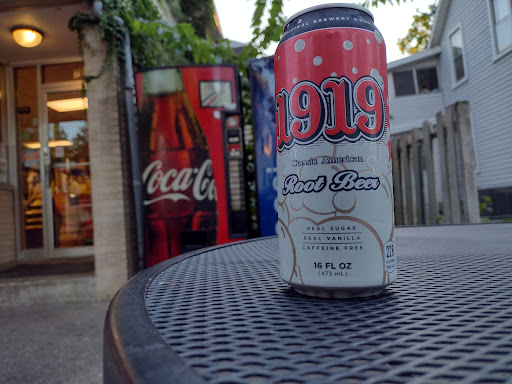 1919
Classic American
Root Beer
REAL SUGAR
REAL VANILLA
CAFFEINE FREE
16 FL OZ
(473 mL)
Coca-Co